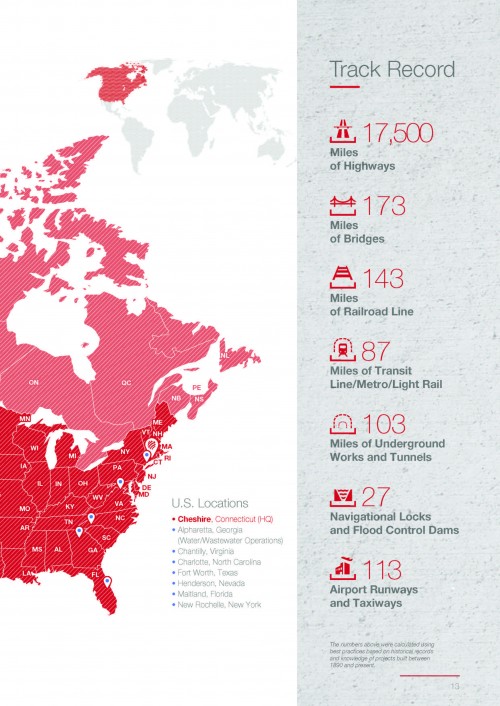 ON
QC
NL
PE
NB
NS
MN
ME
VT
NH
WI
MI
NY
MA
CT
RI
IA
PA
NJ
IL
IN
OH
DE
MD
WV
MO
KY
VA
TN
NC
AR
SC
MS
AL
GA
LA
FL
U.S. Locations
• Cheshire, Connecticut (HQ)
• Alpharetta, Georgia
(Water/Wastewater Operations)
• Chantilly, Virginia
• Charlotte, North Carolina
• Fort Worth, Texas
• Henderson, Nevada
• Maitland, Florida
• New Rochelle, New York
Track Record
17,500
Miles
of Highways
173
Miles
of Bridges
143
Miles
of Railroad Line
87
Miles of Transit
Line/Metro/Light Rail
103
Miles of Underground
Works and Tunnels
27
Navigational Locks
and Flood Control Dams
113
Airport Runways
and Taxiways
The numbers above were calculated using
best practices based on historical records
and knowledge of projects built between
1890 and present.
13